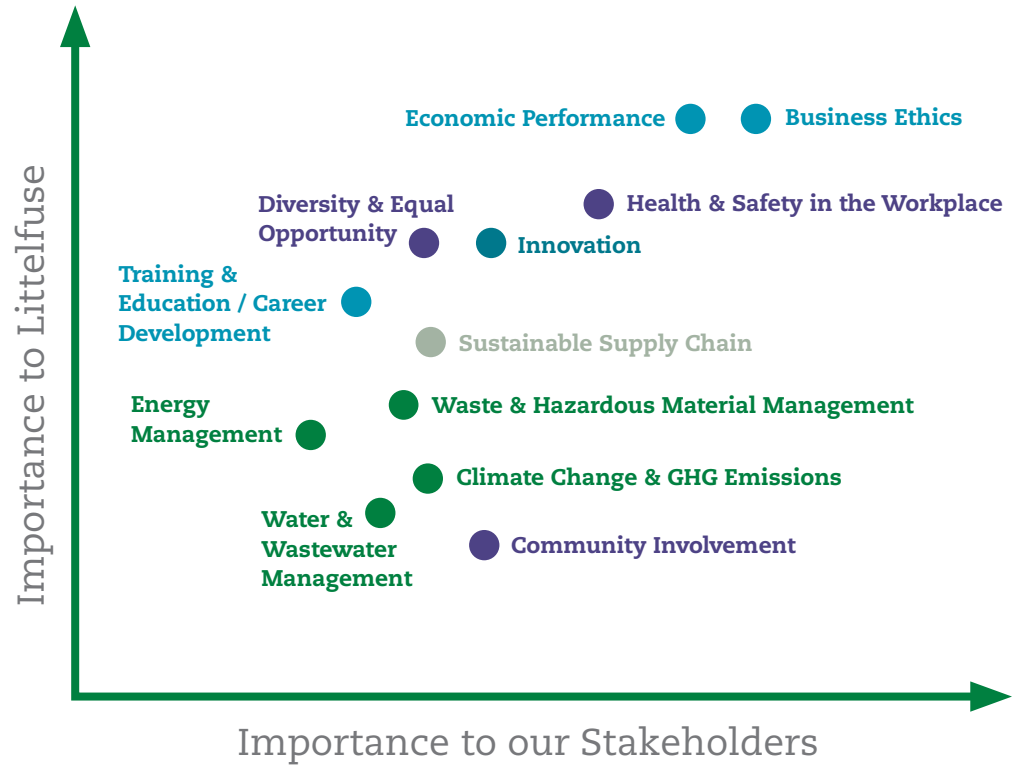 Economic Performance
Business Ethics
Diversity & Equal
Opportunity
Health & Safety in the Workplace
Innovation
Training &
Education / Career
Development
Sustainable Supply Chain
Energy
Management
Waste & Hazardous Material Management
Climate Change & GHG Emissions
Water &
Wastewater
Management
Community Involvement
Importance to Littelfuse
Importance to our Stakeholders